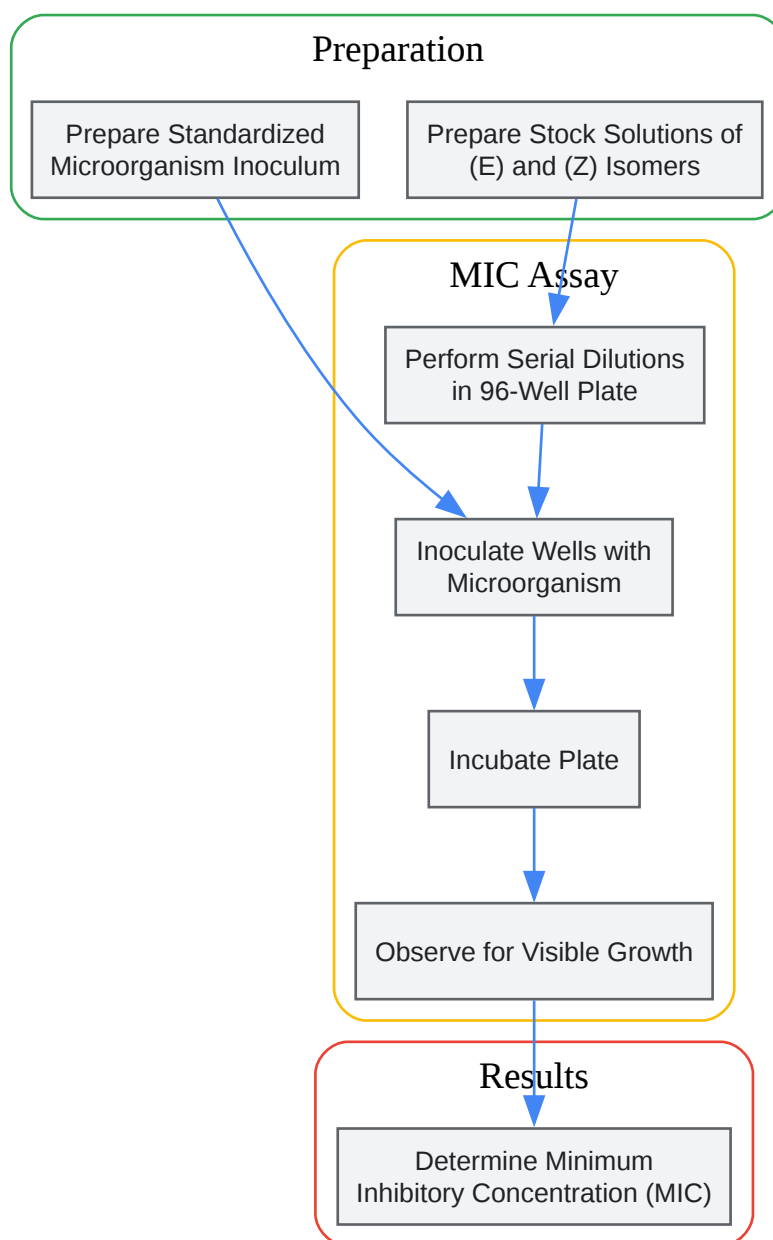 Preparation
Prepare Standardized
Microorganism Inoculum
Prepare Stock Solutions of
(E) and (Z) Isomers
MIC Assay
Perform Serial Dilutions
in 96-Well Plate
Inoculate Wells with
Microorganism
Incubate Plate
Observe for Visible Growth
Results
Determine Minimum
Inhibitory Concentration (MIC)